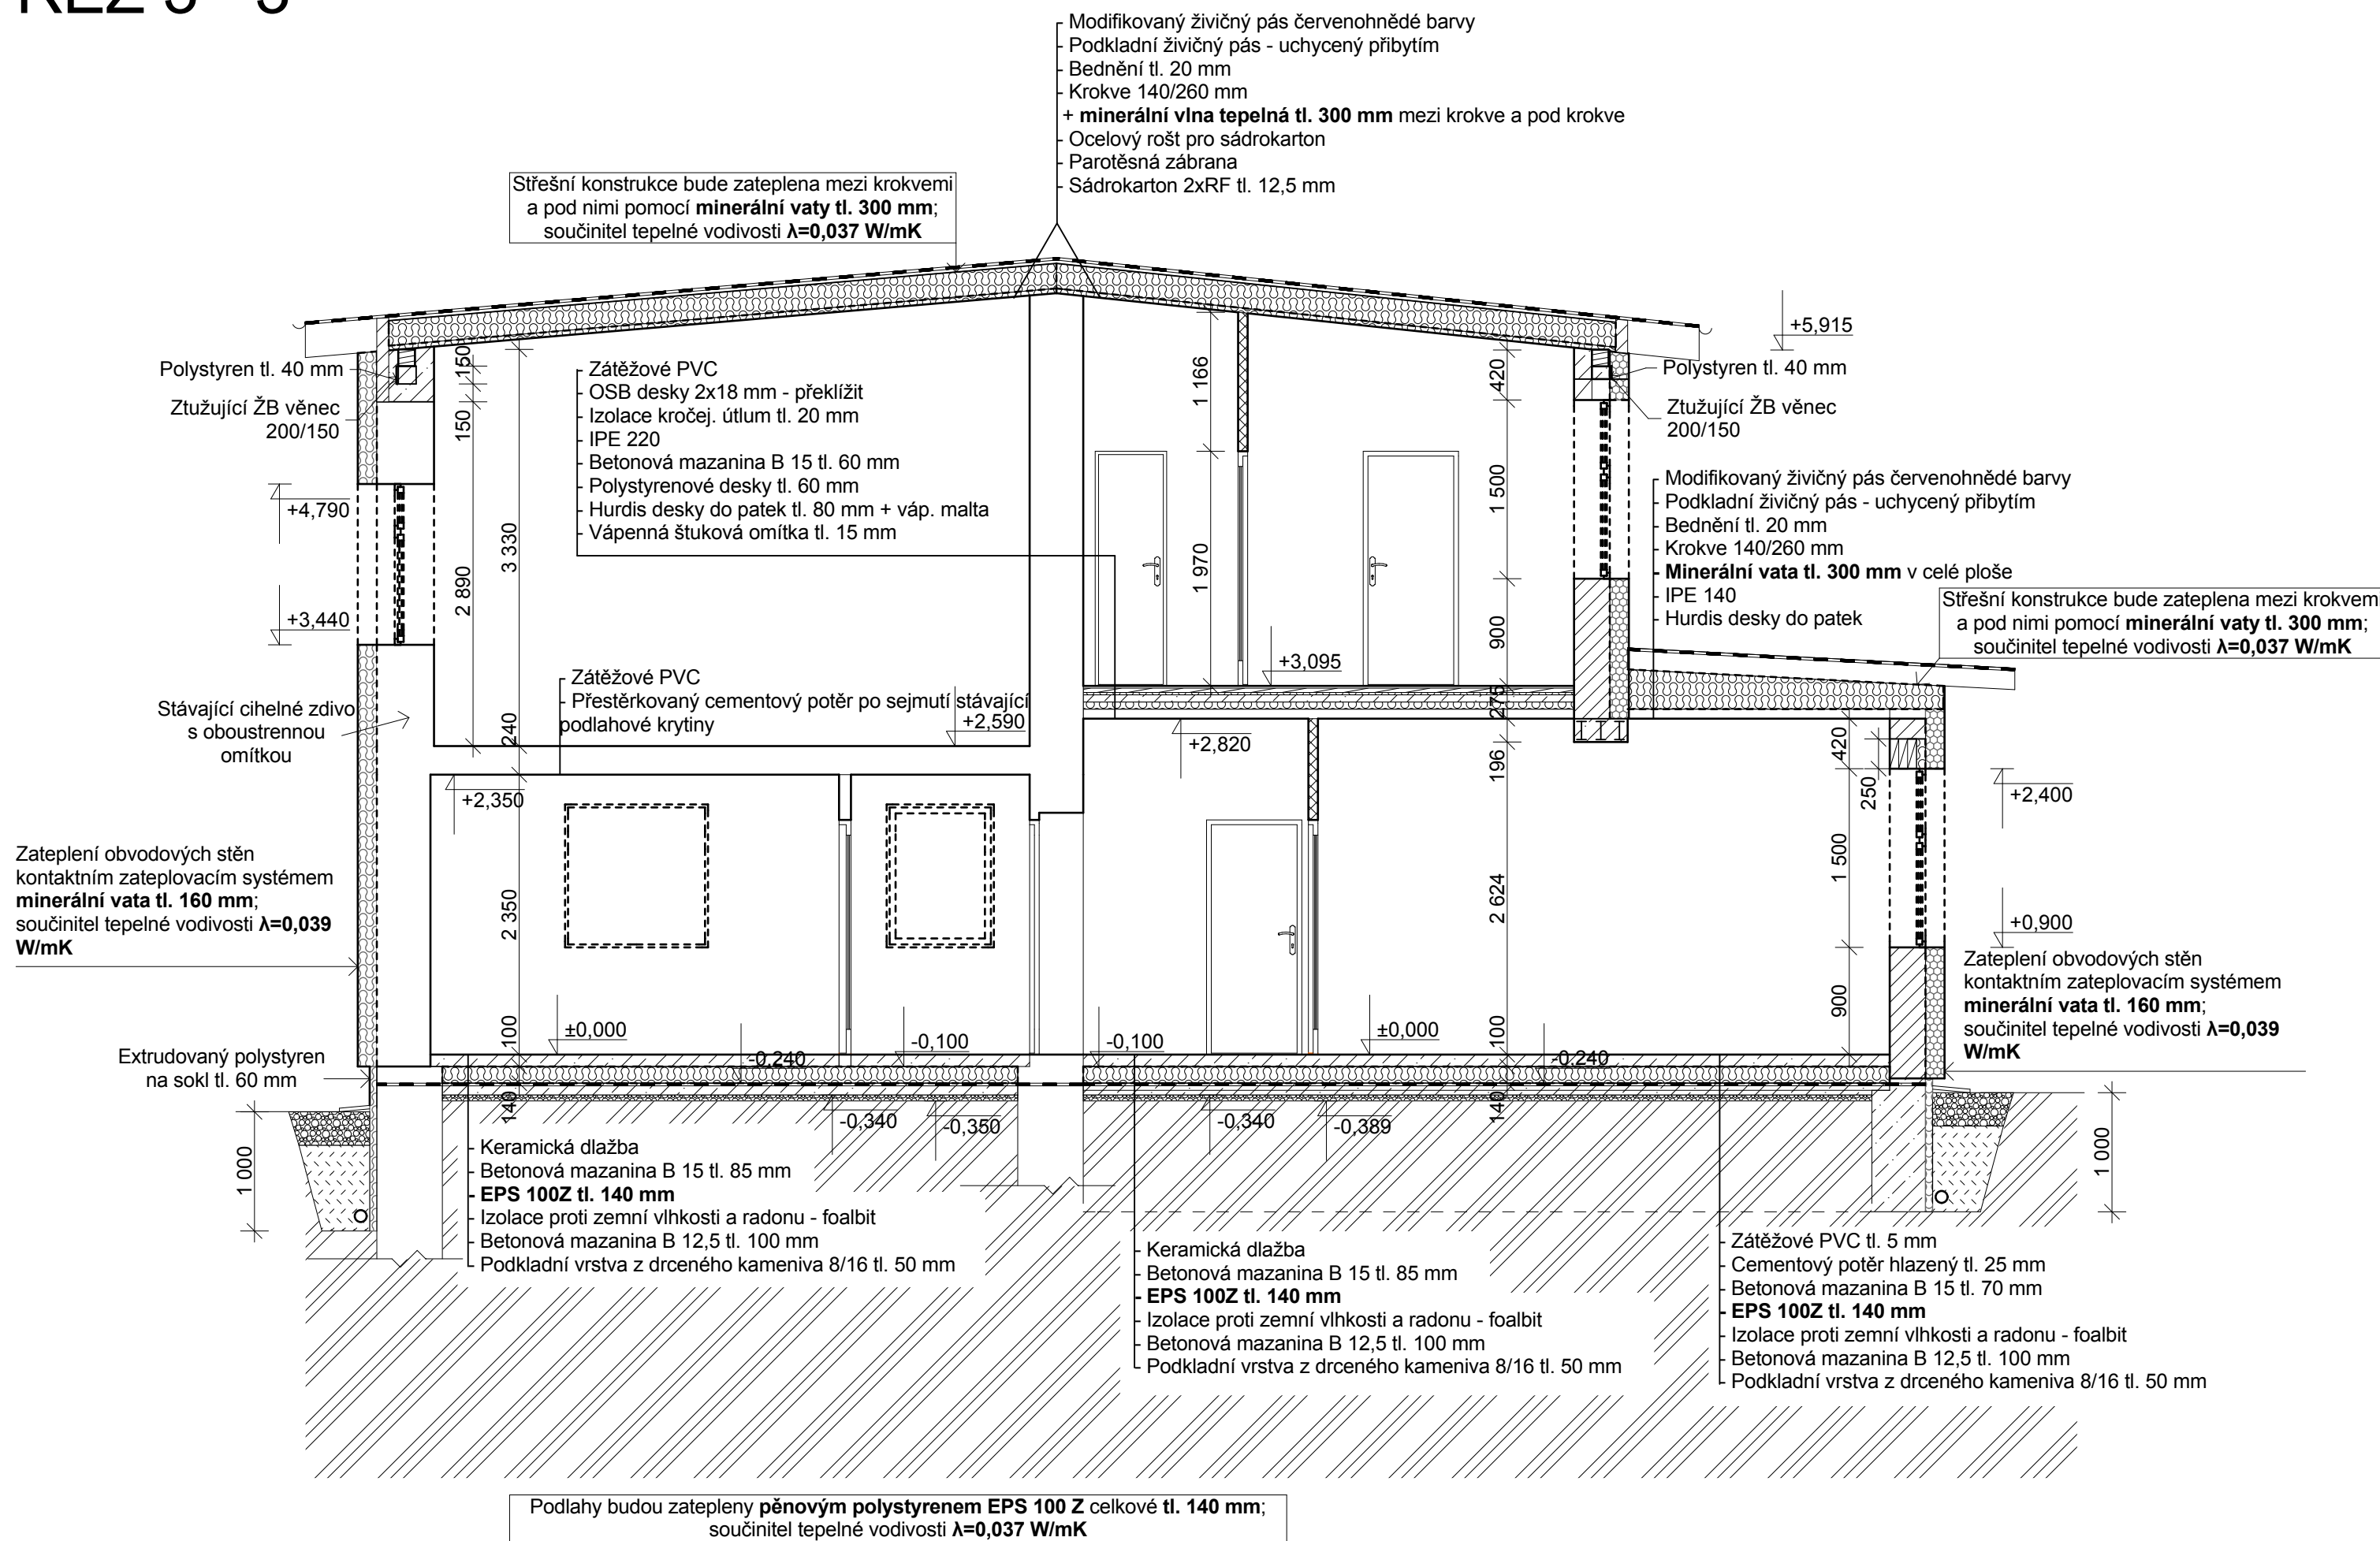 Modifikovaný živičný pás červenohnědé barvy
Podkladní živičný pás - uchycený přibytím
Bednění tl. 20 mm
Krokve 140/260 mm
+ minerální vlna tepelná tl. 300 mm mezi krokve a pod krokve
Ocelový rošt pro sádrokarton
Parotěsná zábrana
Sádrokarton 2xRF tl. 12,5 mm
Střešní konstrukce bude zateplena mezi krokvemi
a pod nimi pomocí minerální vaty tl. 300 mm;
součinitel tepelné vodivosti λ=0,037 W/mK
+5,915
Polystyren tl. 40 mm
Ztužující ŽB věnec
200/150
150
150
2 890
3 330
240
2 350
100
140
+4,790
+3,440
Zátěžové PVC
OSB desky 2x18 mm - překlížit
Izolace kročej. útlum tl. 20 mm
IPE 220
Betonová mazanina B 15 tl. 60 mm
Polystyrenové desky tl. 60 mm
Hurdis desky do patek tl. 80 mm + váp. malta
Vápenná štuková omítka tl. 15 mm
1 166
1 970
420
1 500
900
275
196
2 624
100
140
Polystyren tl. 40 mm
Ztužující ŽB věnec
200/150
Modifikovaný živičný pás červenohnědé barvy
Podkladní živičný pás - uchycený přibytím
Bednění tl. 20 mm
Krokve 140/260 mm
- Minerální vata tl. 300 mm v celé ploše
IPE 140
Hurdis desky do patek
Střešní konstrukce bude zateplena mezi krokvemi
a pod nimi pomocí minerální vaty tl. 300 mm;
součinitel tepelné vodivosti λ=0,037 W/mK
+3,095
Zátěžové PVC
- Přestěrkovaný cementový potěr po sejmutí stávající
podlahové krytiny
+2,590
+2,820
+2,350
Stávající cihelné zdivo
s oboustrennou
omítkou
420
250
1 500
900
+2,400
+0,900
Zateplení obvodových stěn
kontaktním zateplovacím systémem
minerální vata tl. 160 mm;
součinitel tepelné vodivosti λ=0,039
W/mK
Zateplení obvodových stěn
kontaktním zateplovacím systémem
minerální vata tl. 160 mm;
součinitel tepelné vodivosti λ=0,039
W/mK
±0,000
-0,240
-0,100
-0,100
±0,000
-0,240
Extrudovaný polystyren
na sokl tl. 60 mm
-0,340
-0,350
-0,340
-0,389
1 000
1 000
Keramická dlažba
Betonová mazanina B 15 tl. 85 mm
- EPS 100Z tl. 140 mm
Izolace proti zemní vlhkosti a radonu - foalbit
Betonová mazanina B 12,5 tl. 100 mm
Podkladní vrstva z drceného kameniva 8/16 tl. 50 mm
Keramická dlažba
Betonová mazanina B 15 tl. 85 mm
- EPS 100Z tl. 140 mm
Izolace proti zemní vlhkosti a radonu - foalbit
Betonová mazanina B 12,5 tl. 100 mm
Podkladní vrstva z drceného kameniva 8/16 tl. 50 mm
Zátěžové PVC tl. 5 mm
Cementový potěr hlazený tl. 25 mm
Betonová mazanina B 15 tl. 70 mm
- EPS 100Z tl. 140 mm
Izolace proti zemní vlhkosti a radonu - foalbit
Betonová mazanina B 12,5 tl. 100 mm
Podkladní vrstva z drceného kameniva 8/16 tl. 50 mm
Podlahy budou zatepleny pěnovým polystyrenem EPS 100 Z celkové tl. 140 mm;
součinitel tepelné vodivosti λ=0,037 W/mK